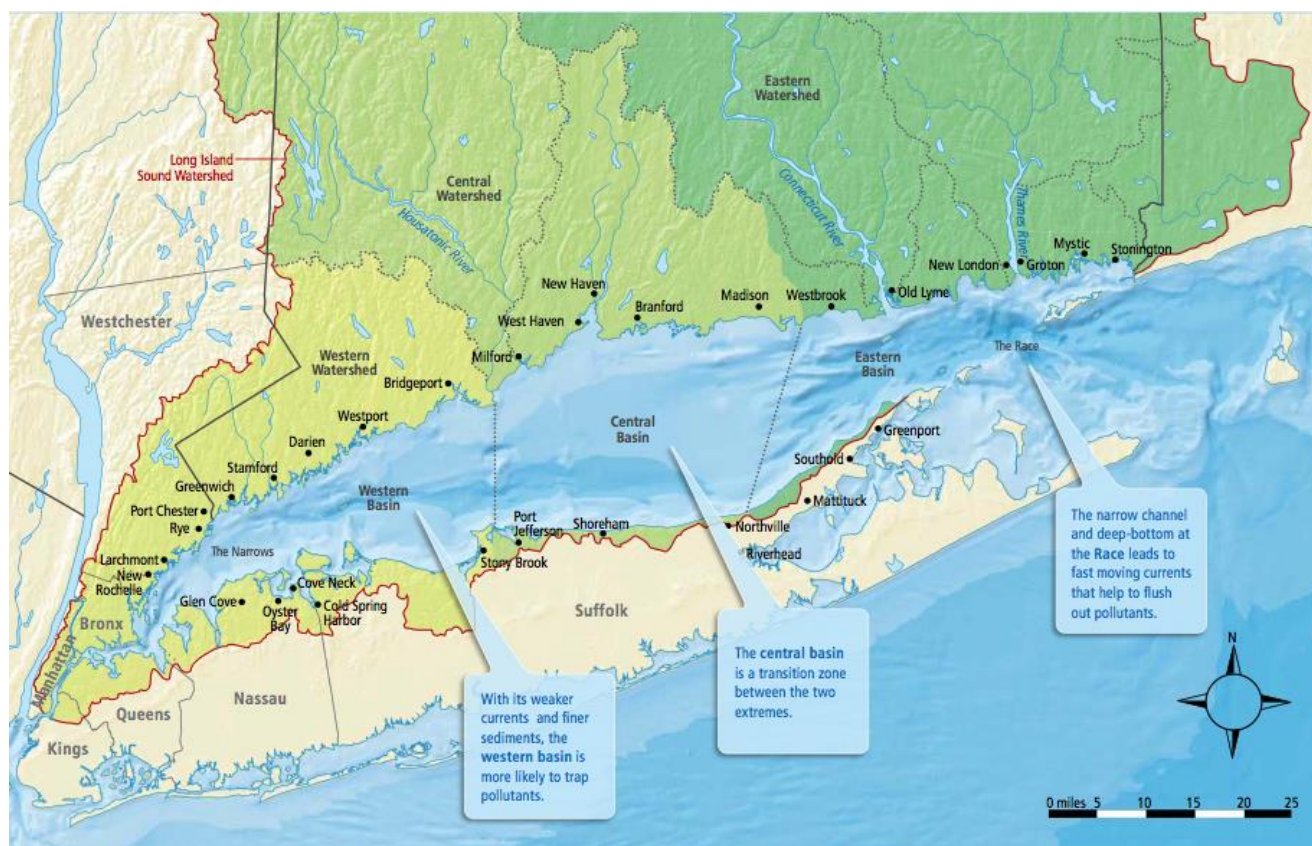 Eastern
Watershed
Long Island
Sound Watershed
Central
Watershed
Housatonic River
Connecticut River
Thames River
Mystic
Stonington
New London
Groton
New Haven
Old Lyme
Madison
Westbrook
Branford
West Haven
Westchester
The Race
Milford
Western
Watershed
Eastern
Basin
Bridgeport
Westport
Central
Basin
Greenport
Darien
Southold
Stamford
Greenwich
Western
Basin
Mattituck
Port Chester
Rye
Port
Jefferson
Shoreham
Northville
The Narrows
Riverhead
Stony Brook
Larchmont
New
Rochelle
Cove Neck
Glen Cove
Oyster
Bay
Cold Spring
Harbor
Suffolk
Bronx
Manhattan
Nassau
Queens
Kings
The narrow channel
and deep-bottom at
the Race leads to
fast moving currents
that help to flush
out pollutants.
The central basin
is a transition zone
between the two
extremes.
With its weaker
currents and finer
sediments, the
western basin is
more likely to trap
pollutants.
N
0 miles 5 10 15 20 25